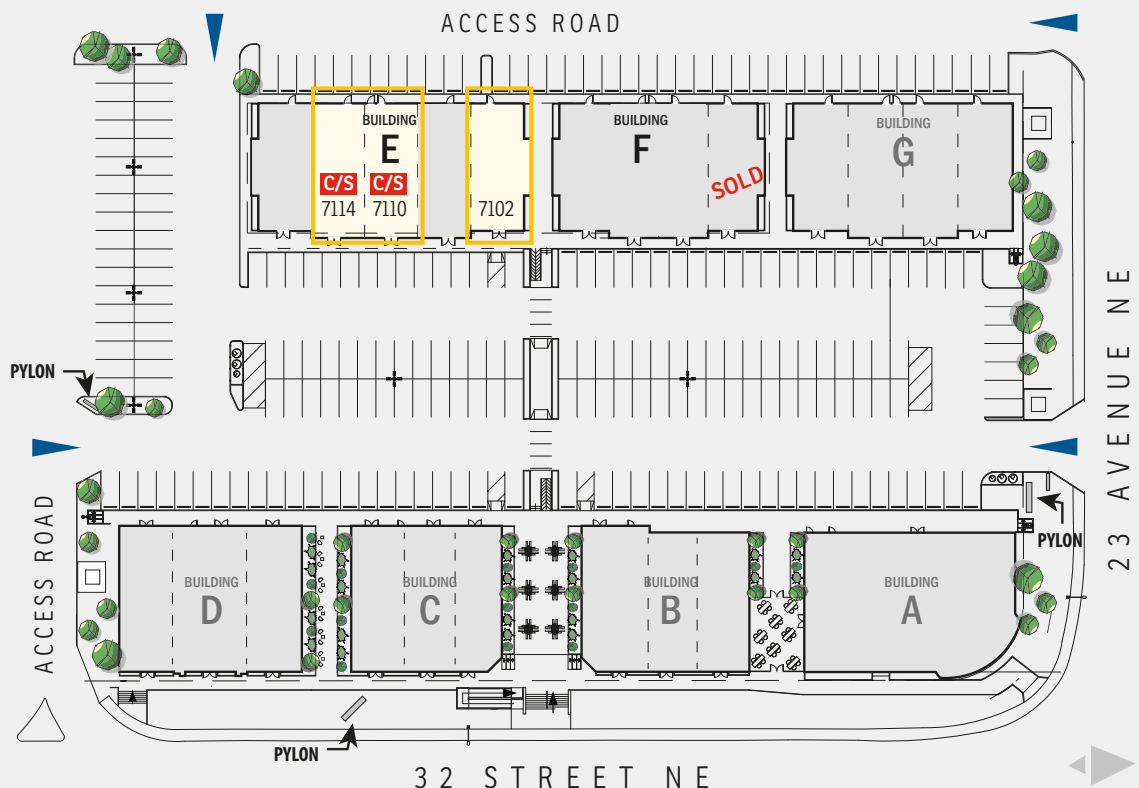 ACCESS ROAD
BUILDING
E
BUILDING
F
BUILDING
G
C/S
C/S
SOLD
7114
7110
7102
PYLON
23 AVENUE NE
ACCESS ROAD
PYLON
BUILDING
D
BUILDING
C
BUILDING
B
BUILDING
A
PYLON
32 STREET NE